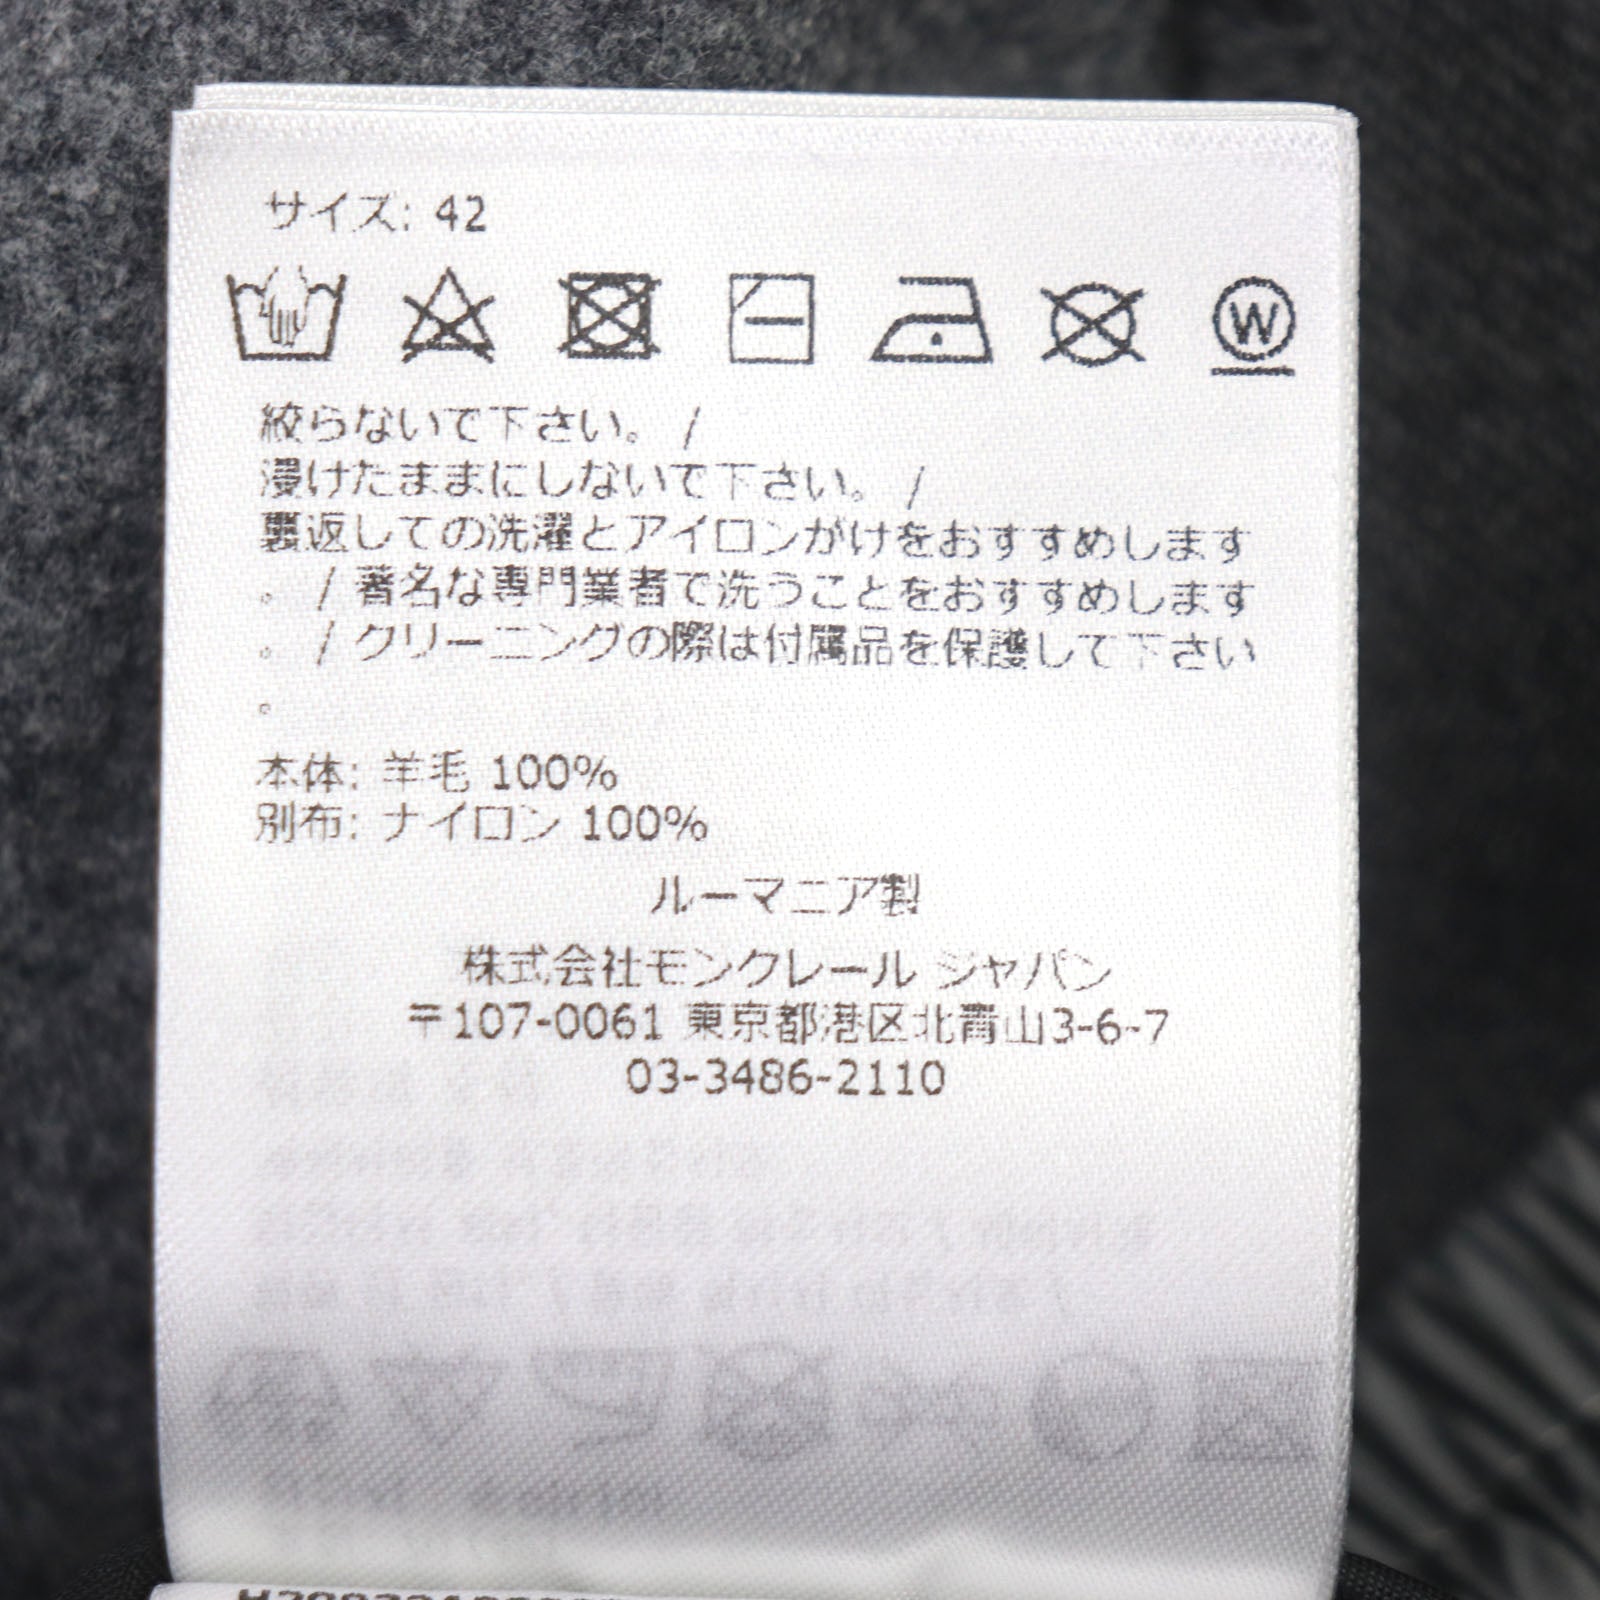 サイズ: 42
W
絞らないで下さい。 /
浸けたままにしないで下さい。 /
裏返しての洗濯とアイロンがけをおすすめします
。 / 著名な専門業者で洗うことをおすすめします
。 / クリーニングの際は付属品を保護して下さい
。
本体: 羊毛 100%
別布: ナイロン 100%
ルーマニア製
株式会社モンクレール ジャパン
〒107-0061 東京都港区北青山3-6-7
03-3486-2110